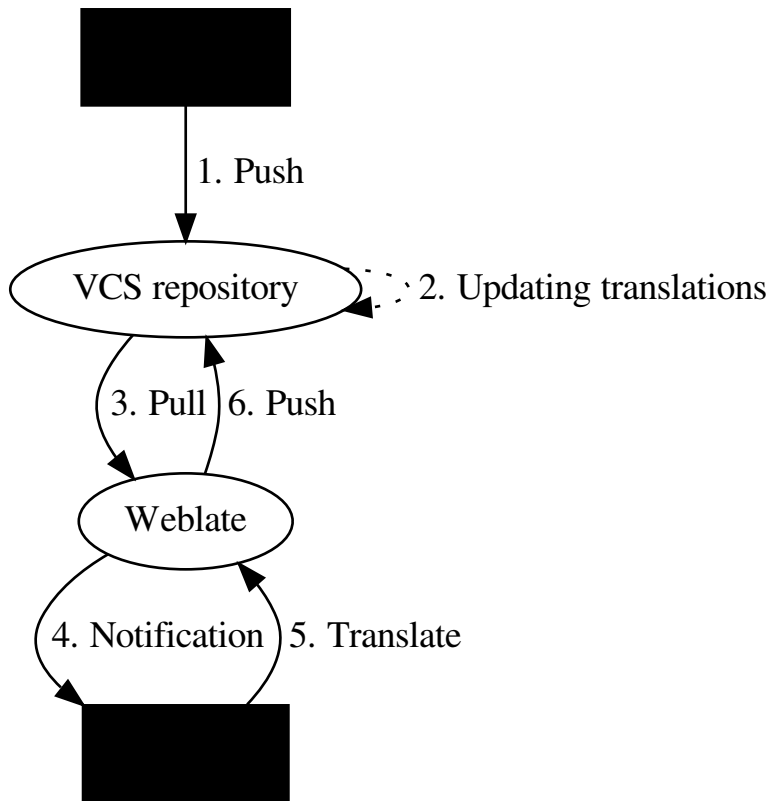 1. Push
VCS repository
2. Updating translations
3. Pull
6. Push
Weblate
4. Notification
5. Translate